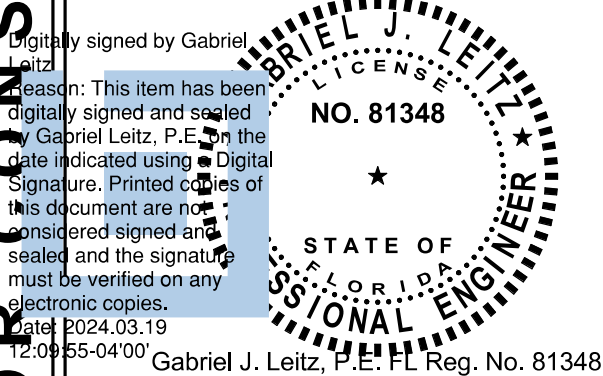 Digitally signed by Gabriel
Leitz
Reason: This item has been
digitally signed and sealed
by Gabriel Leitz, P.E. on the
date indicated using a Digital
Signature. Printed copies of
this document are not
considered signed and
sealed and the signature
must be verified on any
electronic copies.
Date: 2024.03.19
12:09:55-04'00'
BRIEL J. LEITZ
LICENSE
NO. 81348
STATE OF
FLORIDA
SSIONAL ENGINEER
Gabriel J. Leitz, P.E. FL Reg. No. 81348